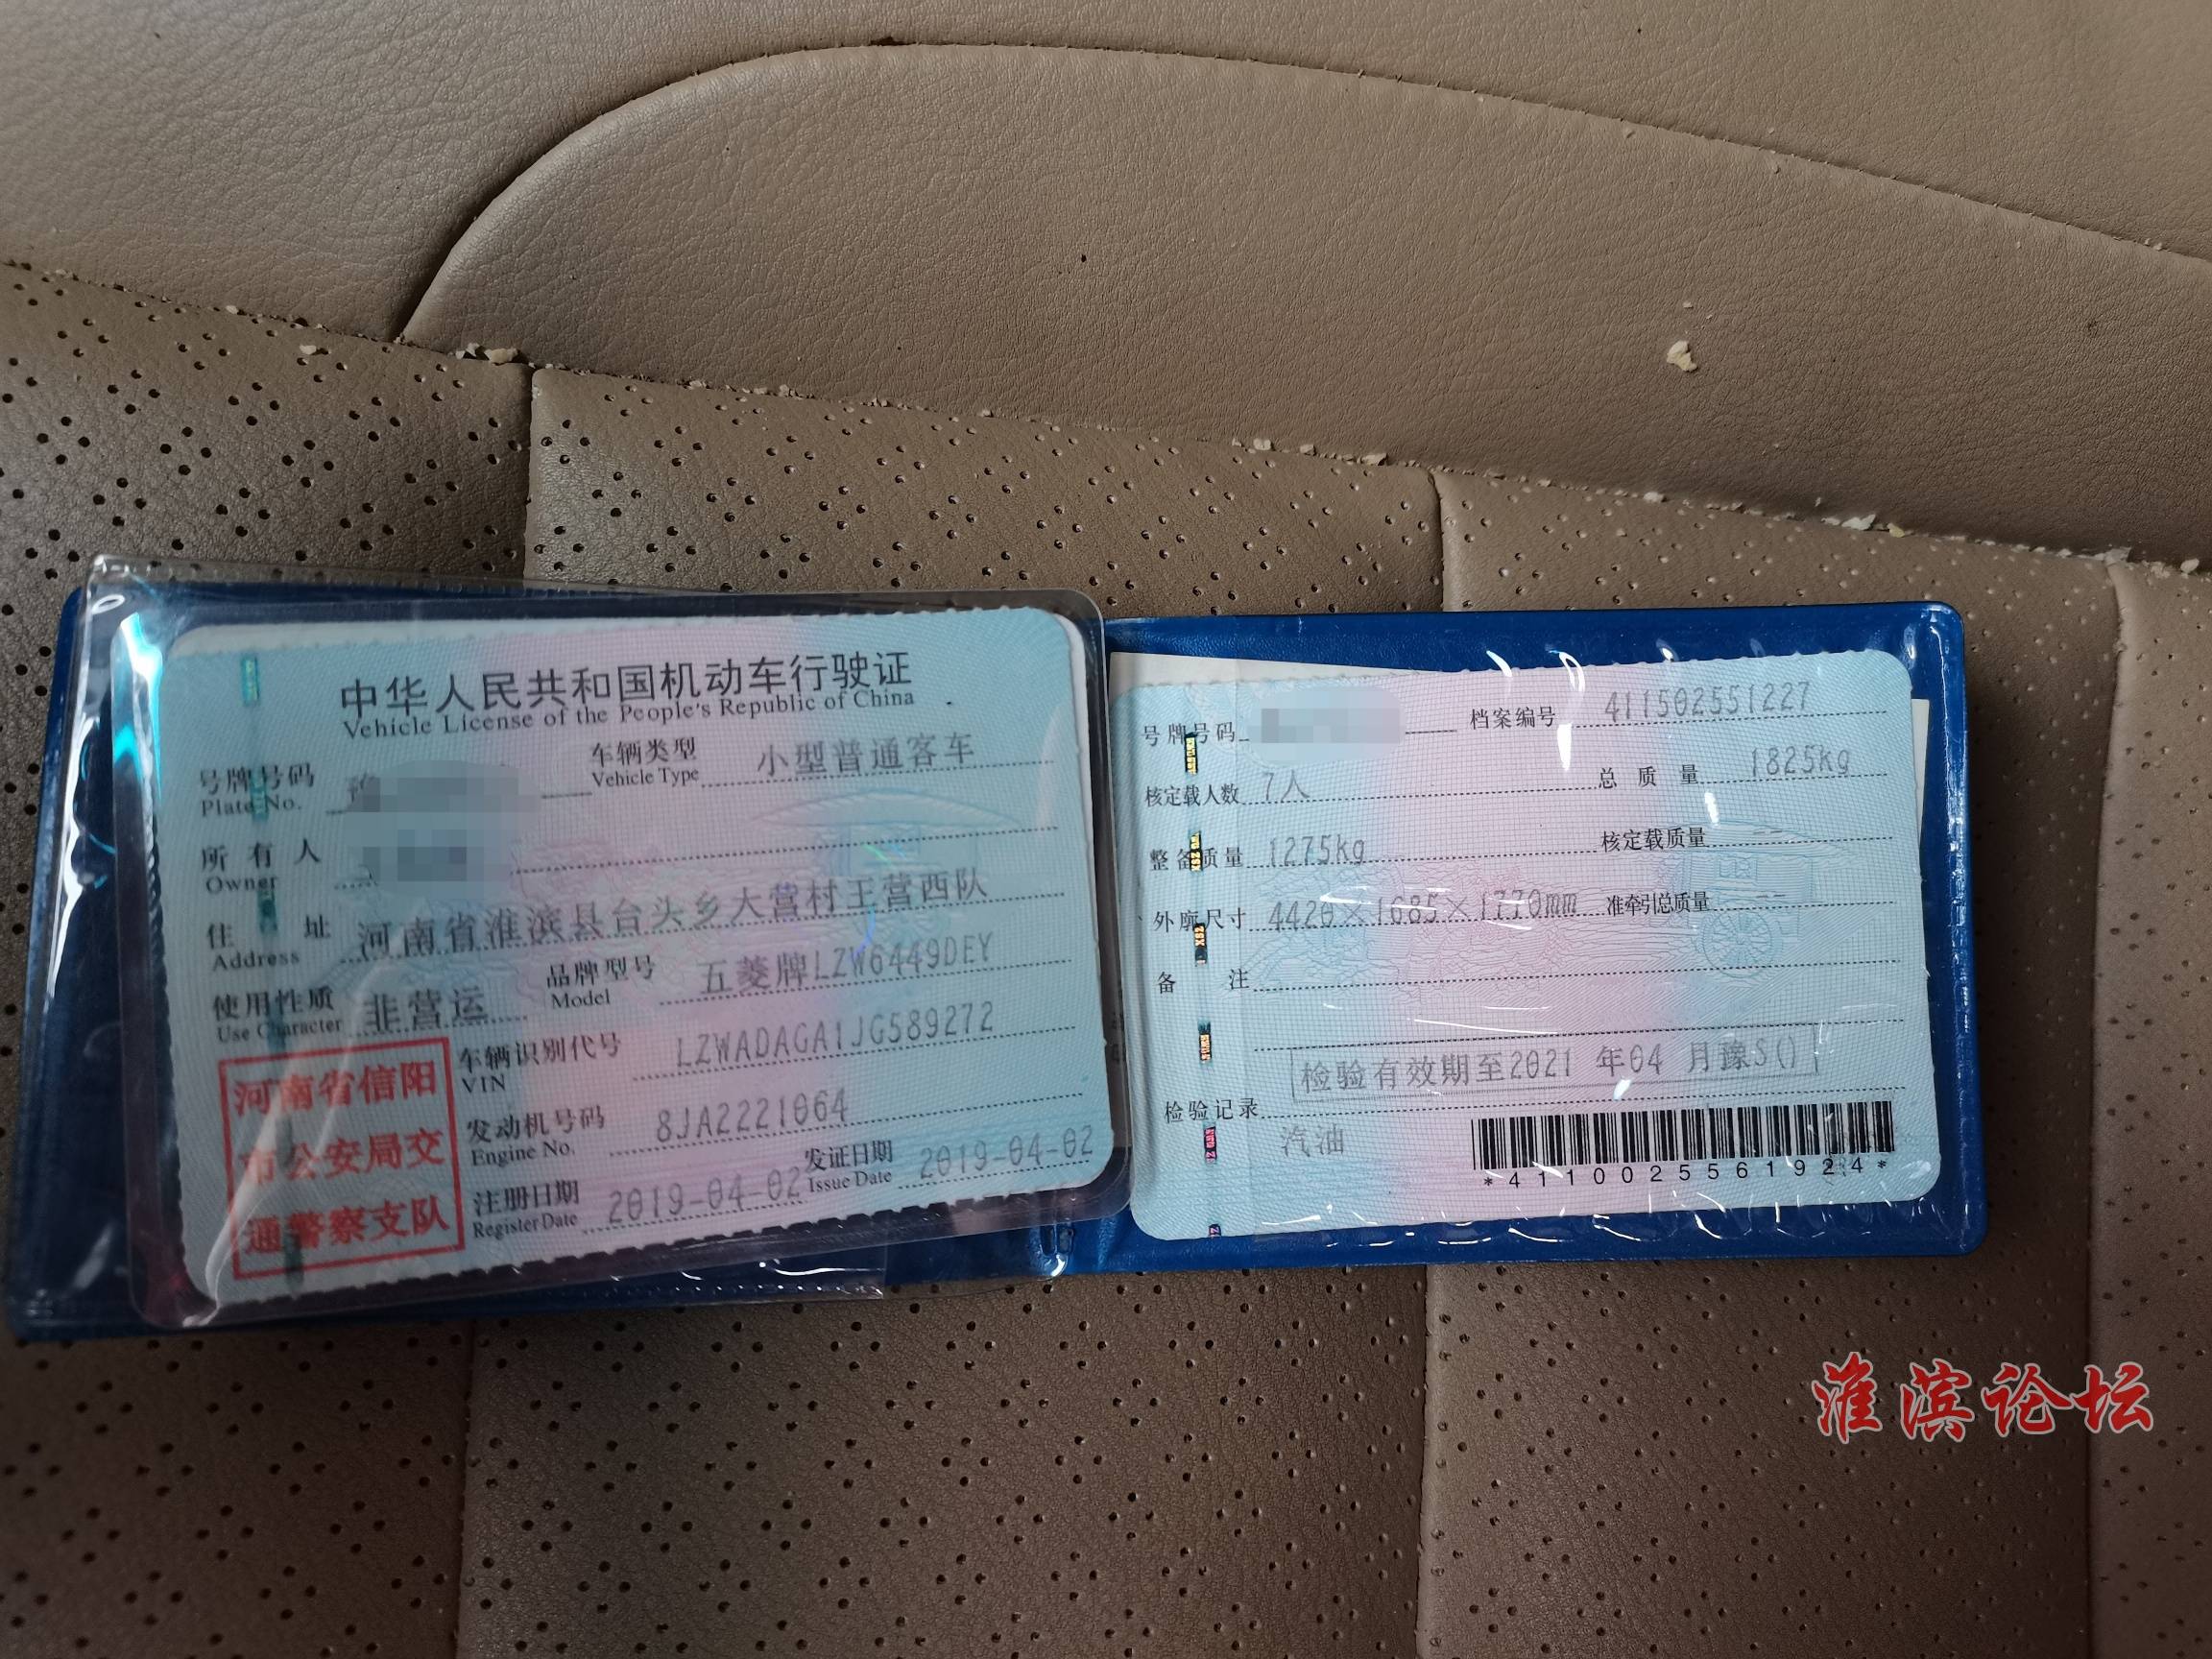 中华人民共和国机动车行驶证
Vehicle License of the People's Republic of China
号牌号码 豫 车辆类型 小型普通客车
Plate No. Vehicle Type
所有人
Owner
住址 河南省淮滨县台头乡大营村王营西队
Address
使用性质 非营运 品牌型号 五菱牌LZW6449DEY
Use Character Model
车辆识别代号 LZWADAGA1JG589272
VIN
发动机号码 8JA2221064
Engine No.
注册日期 2019-04-02 发证日期 2019-04-02
Register Date Issue Date
河南省信阳
市公安局交
通警察支队
号牌号码 档案编号 411502551227
核定载人数 7人 总质量 1825kg
整备质量 1275kg 核定载质量 --
外廓尺寸 4420×1685×1770mm 准牵引总质量 --
备注
检验有效期至2021年04月豫S()
检验记录
汽油
*4110025561924*
淮滨论坛